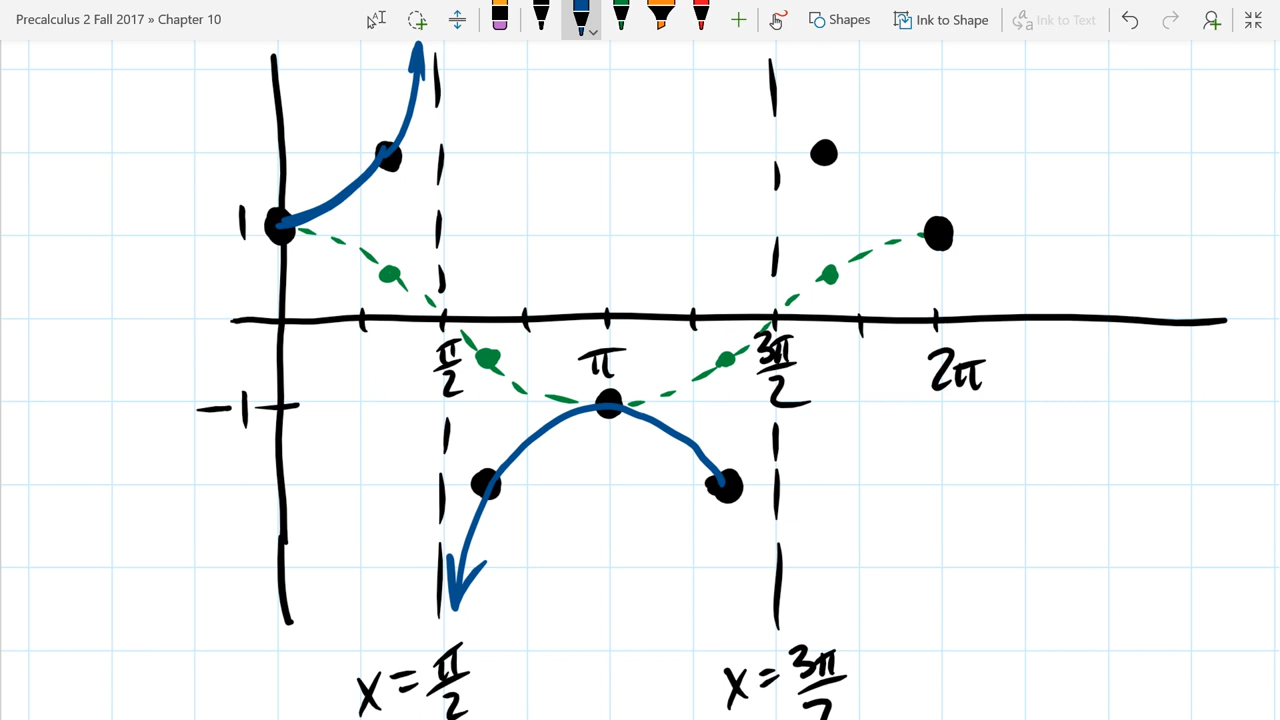 Precalculus 2 Fall 2017 » Chapter 10
Shapes
Ink to Shape
Ink to Text
1
π/2
π
3π/2
2π
-1
x = π/2
x = 3π/2